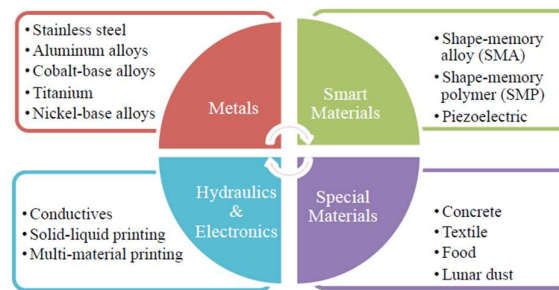 • Stainless steel
• Aluminum alloys
• Cobalt-base alloys
• Titanium
• Nickel-base alloys
Metals
Smart
Materials
• Shape-memory
alloy (SMA)
• Shape-memory
polymer (SMP)
• Piezoelectric
• Conductives
• Solid-liquid printing
• Multi-material printing
Hydraulics
&
Electronics
Special
Materials
• Concrete
• Textile
• Food
• Lunar dust